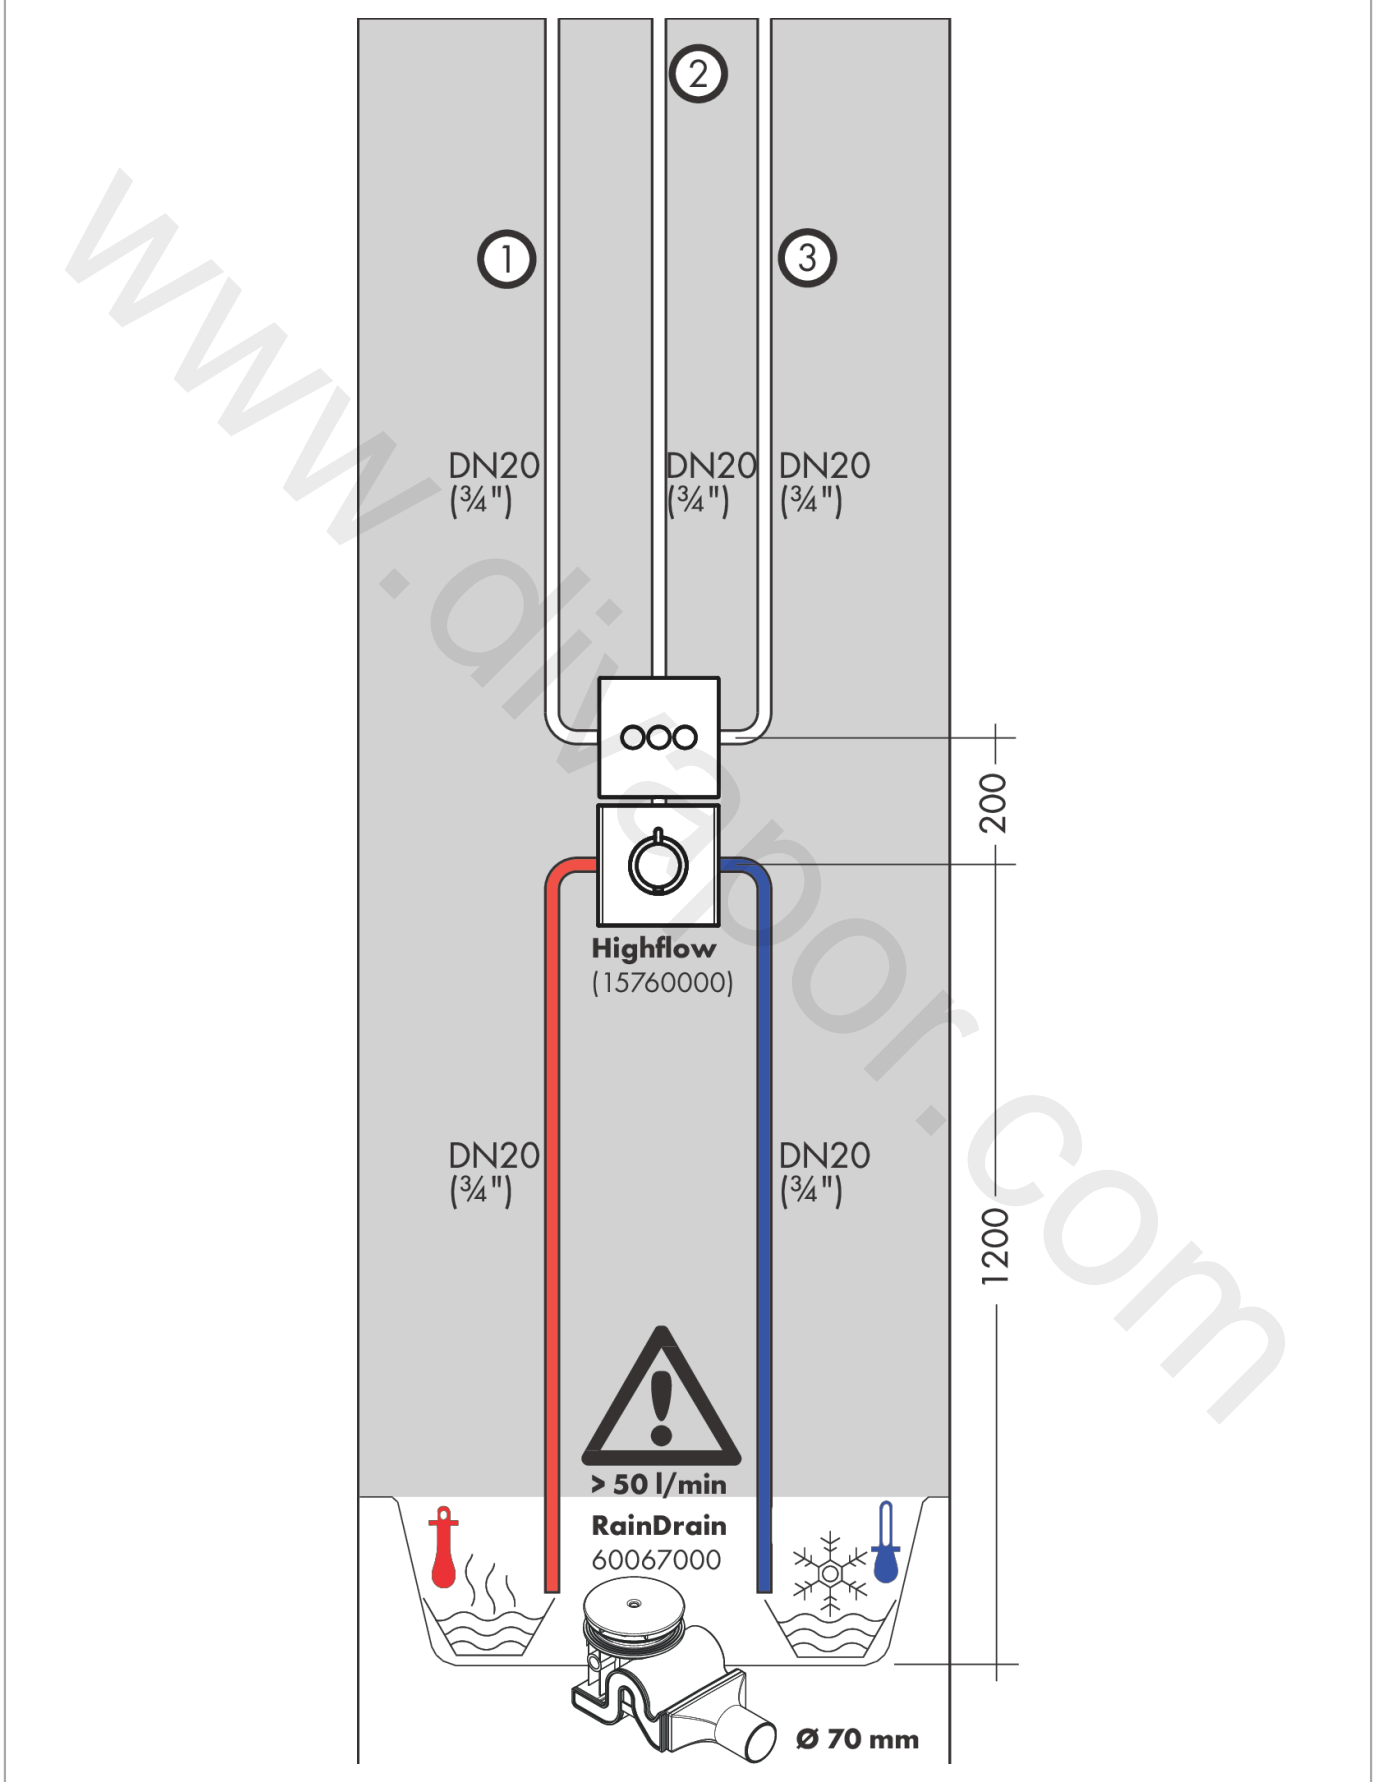 2
1
3
DN20
(¾")
DN20
(¾")
DN20
(¾")
200
Highflow
(15760000)
DN20
(¾")
DN20
(¾")
1200
> 50 l/min
RainDrain
60067000
Ø 70 mm
www.divapor.com